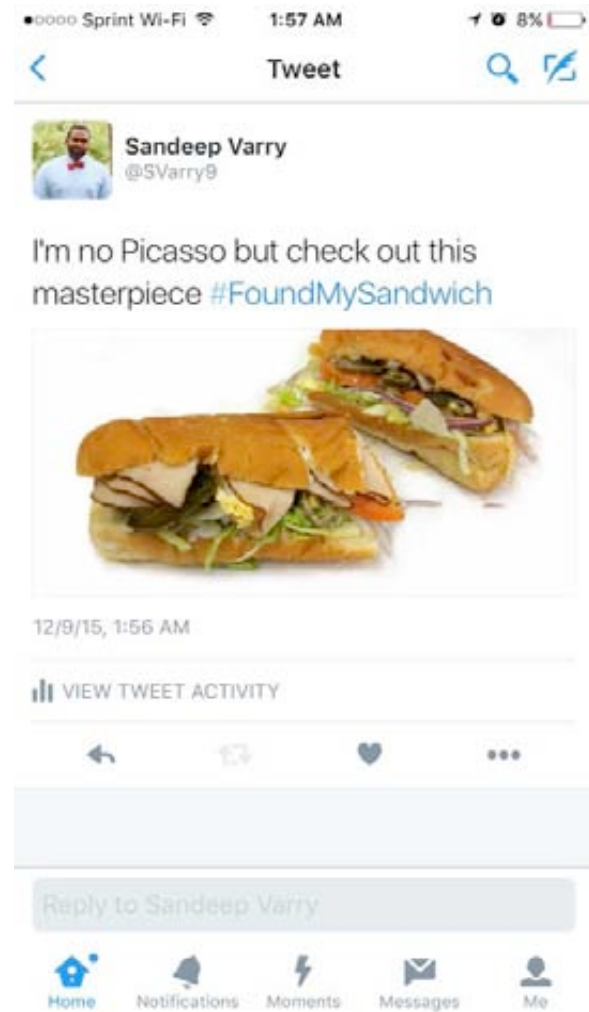 Sprint Wi-Fi 1:57 AM 8%
Tweet
Sandeep Varry
@SVarry9
I'm no Picasso but check out this
masterpiece #FoundMySandwich
12/9/15, 1:56 AM
VIEW TWEET ACTIVITY
Reply to Sandeep Varry
Home Notifications Moments Messages Me